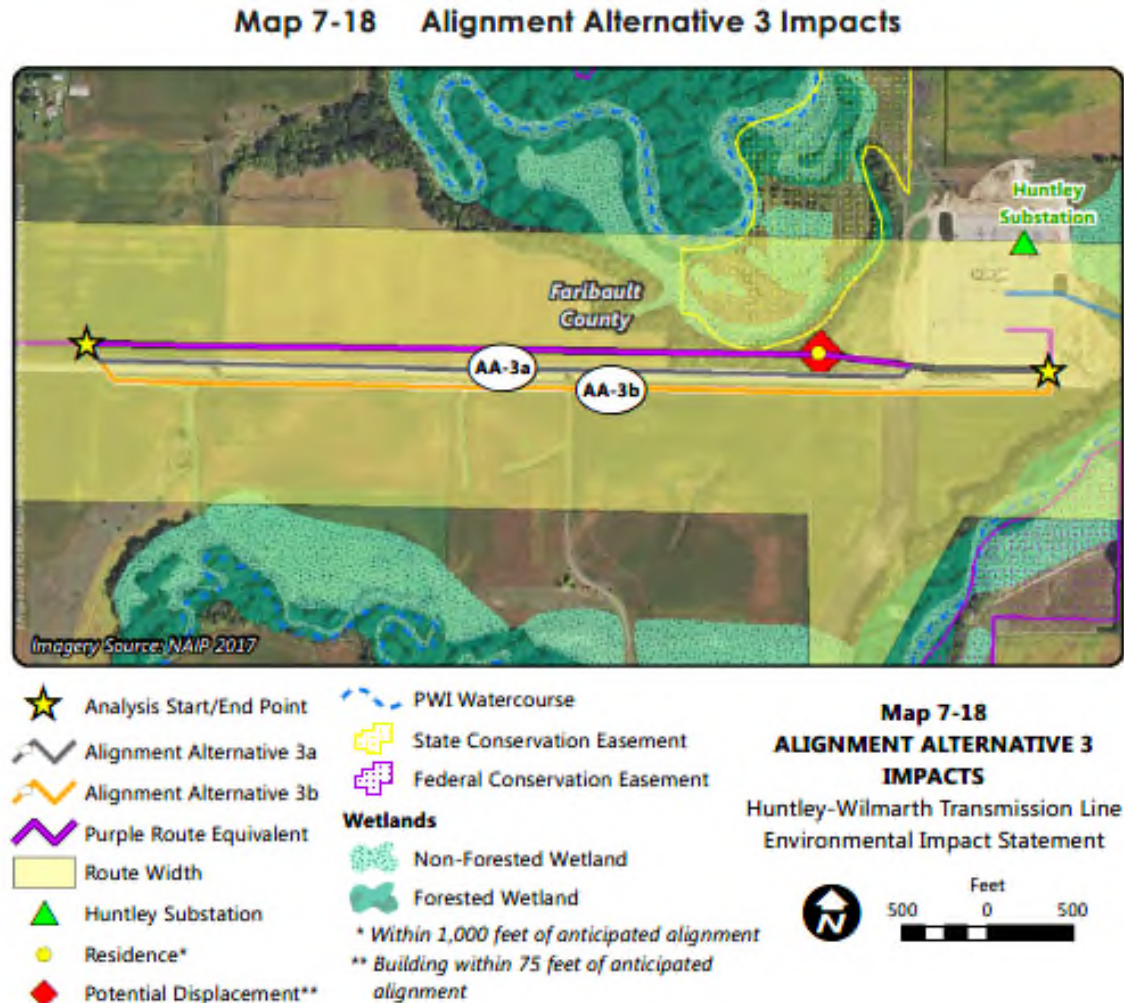 Map 7-18 Alignment Alternative 3 Impacts
Huntley
Substation
Faribault
County
AA-3a
AA-3b
Imagery Source: NAIP 2017
Analysis Start/End Point
Alignment Alternative 3a
Alignment Alternative 3b
Purple Route Equivalent
Route Width
Huntley Substation
Residence*
Potential Displacement**
PWI Watercourse
State Conservation Easement
Federal Conservation Easement
Wetlands
Non-Forested Wetland
Forested Wetland
* Within 1,000 feet of anticipated alignment
** Building within 75 feet of anticipated
alignment
Map 7-18
ALIGNMENT ALTERNATIVE 3
IMPACTS
Huntley-Wilmarth Transmission Line
Environmental Impact Statement
N
Feet
500 0 500